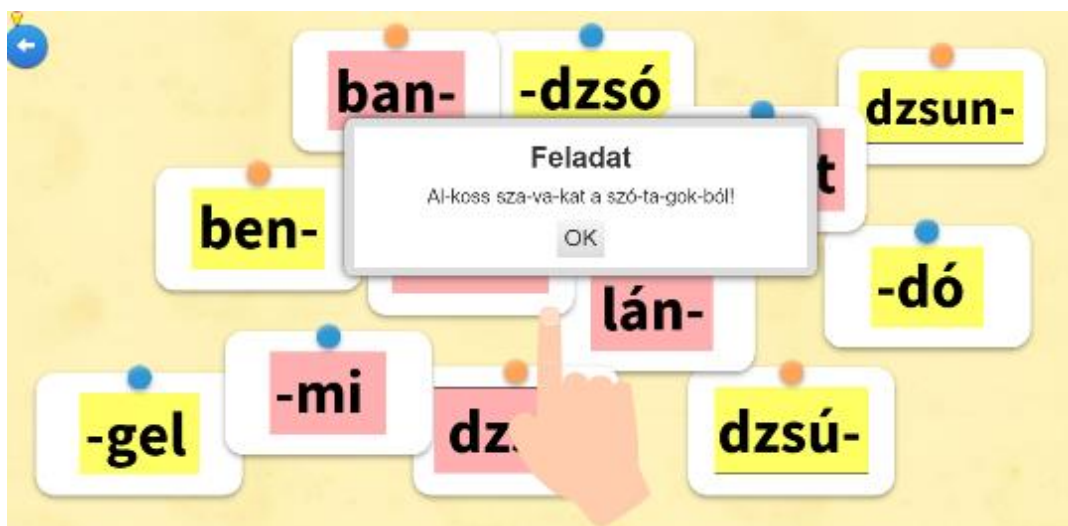 ban-
-dzsó
dzsun-
t
Feladat
Al-koss sza-va-kat a szó-ta-gok-ból!
OK
ben-
-dó
lán-
-mi
-gel
dz
dzsú-